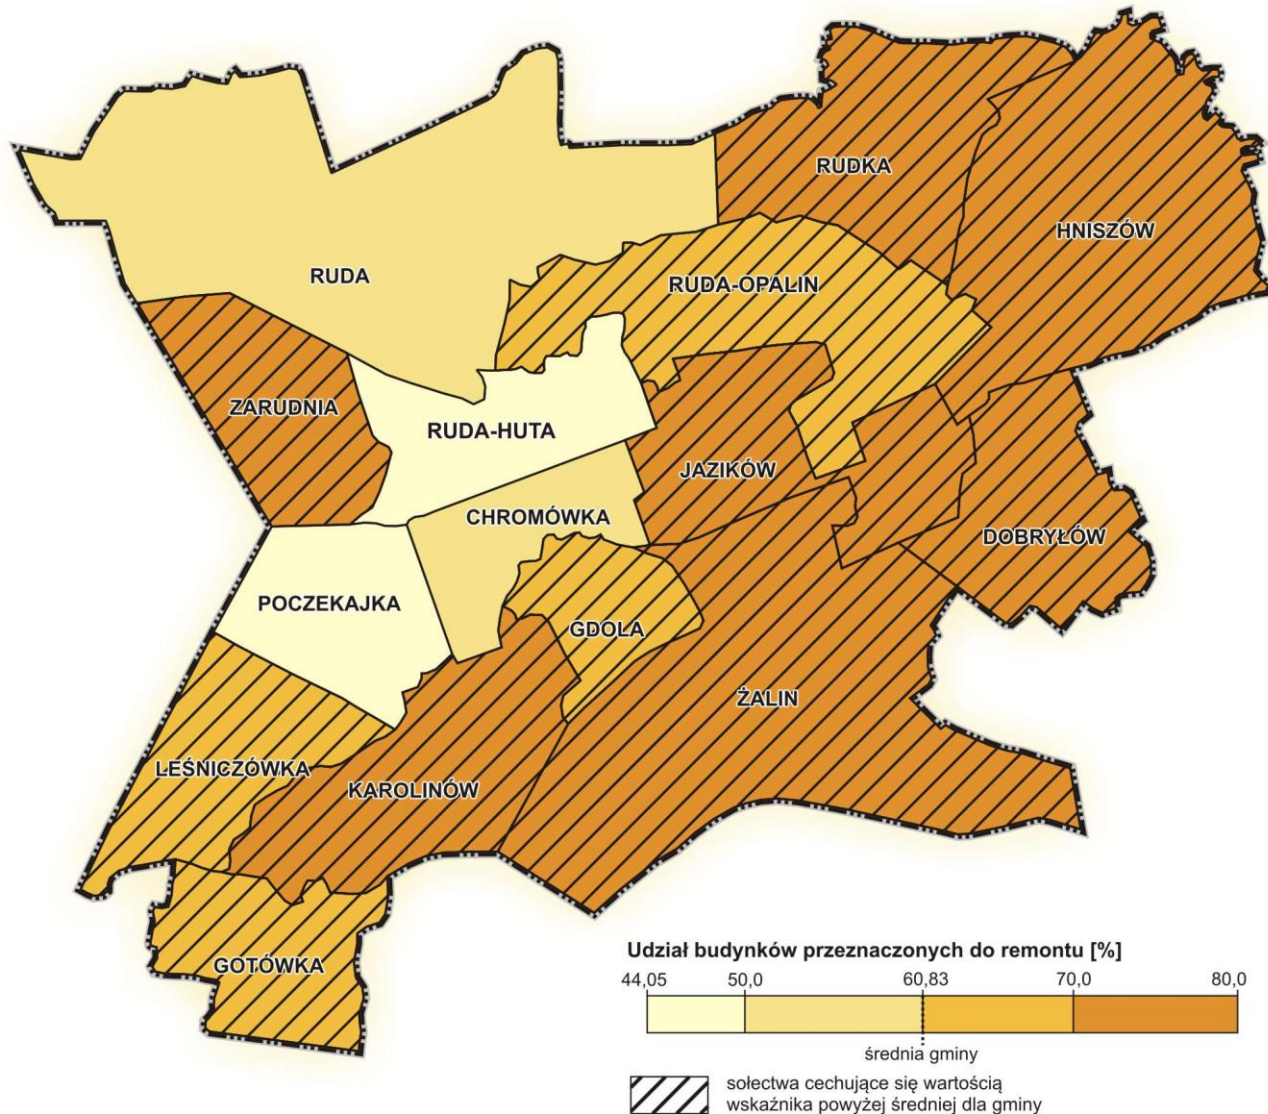 RUDKA
HNISZÓW
RUDA
RUDA-OPALIN
ZARUDNIA
RUDA-HUTA
JAZIKÓW
CHROMÓWKA
DOBRYŁÓW
POCZEKAJKA
GDOLA
ŻALIN
LEŚNICZÓWKA
KAROLINÓW
GOTÓWKA
Udział budynków przeznaczonych do remontu [%]
44,05 50,0 60,83 70,0 80,0
średnia gminy
sołectwa cechujące się wartością
wskaźnika powyżej średniej dla gminy